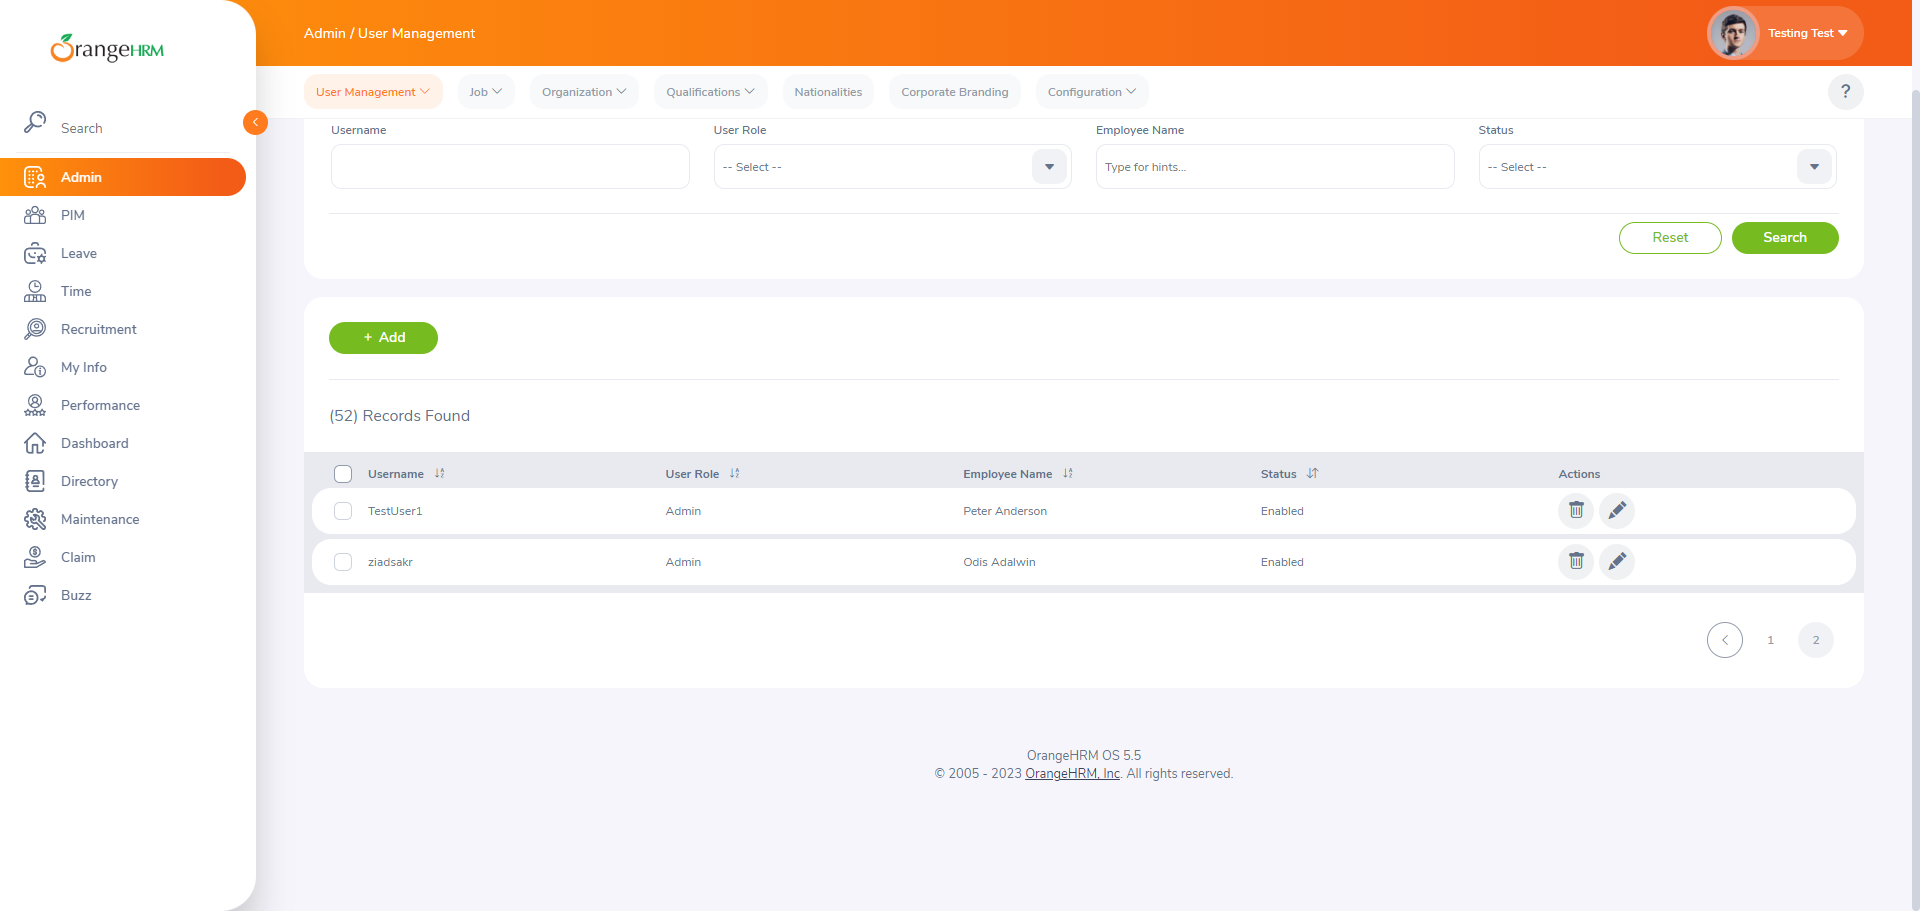 OrangeHRM
Search
Admin
PIM
Leave
Time
Recruitment
My Info
Performance
Dashboard
Directory
Maintenance
Claim
Buzz
Admin / User Management
Testing Test
User Management
Job
Organization
Qualifications
Nationalities
Corporate Branding
Configuration
?
Username
User Role
Employee Name
Status
-- Select --
Type for hints...
-- Select --
Reset
Search
+ Add
(52) Records Found
Username User Role Employee Name Status Actions
TestUser1 Admin Peter Anderson Enabled
ziadsakr Admin Odis Adalwin Enabled
1 2
OrangeHRM OS 5.5
© 2005 - 2023 OrangeHRM, Inc. All rights reserved.